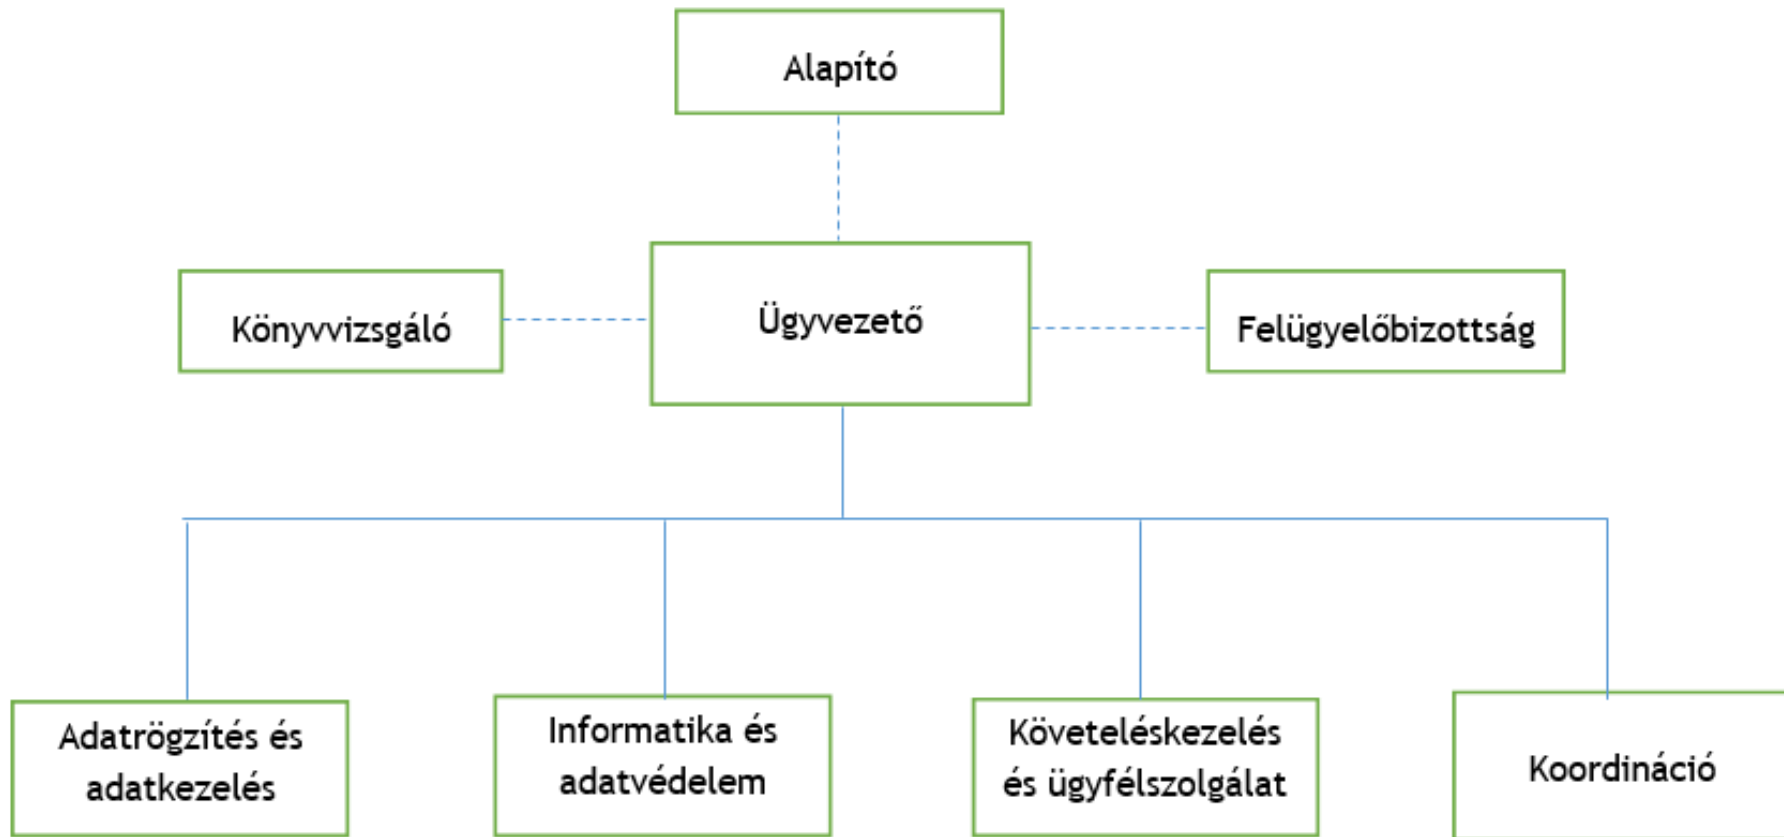 Alapító
Könyvvizsgáló
Ügyvezető
Felügyelőbizottság
Adatrögzítés és
adatkezelés
Informatika és
adatvédelem
Követeléskezelés
és ügyfélszolgálat
Koordináció